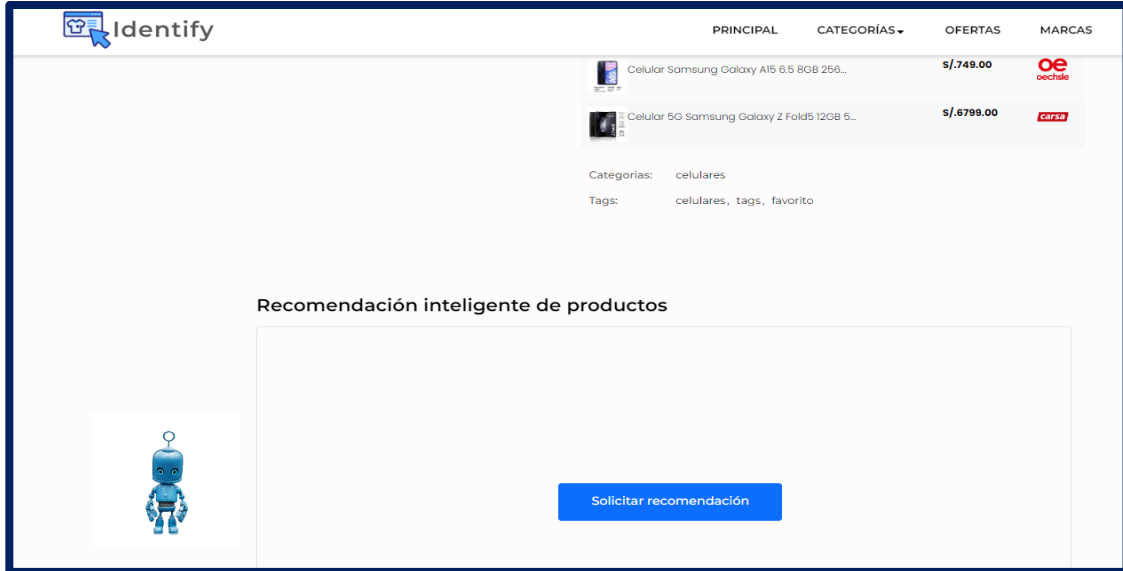 Identify
PRINCIPAL CATEGORÍAS OFERTAS MARCAS
Celular Samsung Galaxy A15 6.5 8GB 256... S/.749.00 oe oechsle
Celular 5G Samsung Galaxy Z Fold5 12GB 5... S/.6799.00 carsa
Categorias: celulares
Tags: celulares, tags, favorito
Recomendación inteligente de productos
Solicitar recomendación